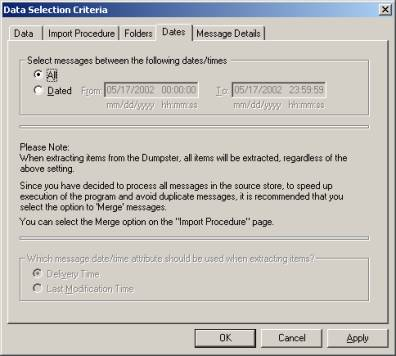 Data Selection Criteria
Data Import Procedure Folders Dates Message Details
Select messages between the following dates/times
All
Dated From: 05/17/2002 00:00:00 To: 05/17/2002 23:59:59
mm/dd/yyyy hh:mm:ss mm/dd/yyyy hh:mm:ss
Please Note:
When extracting items from the Dumpster, all items will be extracted, regardless of the
above setting.
Since you have decided to process all messages in the source store, to speed up
execution of the program and avoid duplicate messages, it is recommended that you
select the option to 'Merge' messages.
You can select the Merge option on the "Import Procedure" page.
Which message date/time attribute should be used when extracting items?
Delivery Time
Last Modification Time
OK Cancel Apply